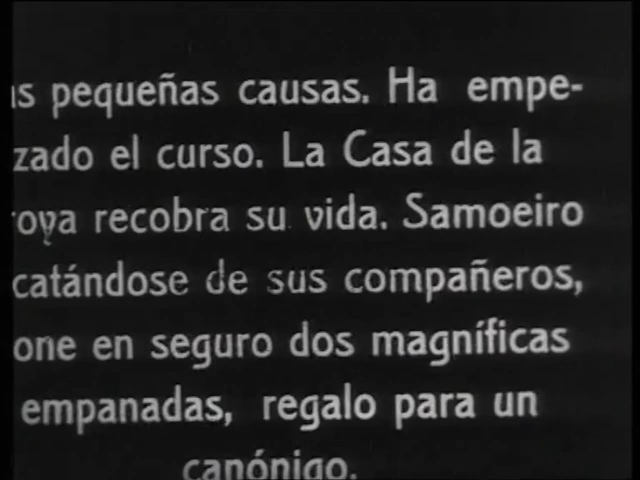 as pequeñas causas. Ha empe-
zado el curso. La Casa de la
roya recobra su vida. Samoeiro
catándose de sus compañeros,
one en seguro dos magníficas
empanadas, regalo para un
canónigo.